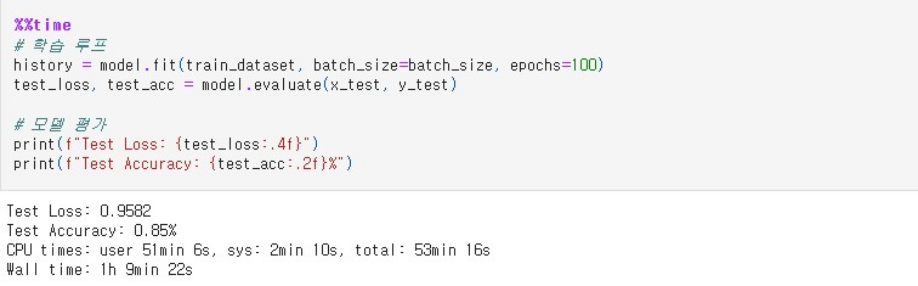 %%time
# 학습 루프
history = model.fit(train_dataset, batch_size=batch_size, epochs=100)
test_loss, test_acc = model.evaluate(x_test, y_test)
# 모델 평가
print(f"Test Loss: {test_loss:.4f}")
print(f"Test Accuracy: {test_acc:.2f}%")
Test Loss: 0.9582
Test Accuracy: 0.85%
CPU times: user 51min 6s, sys: 2min 10s, total: 53min 16s
Wall time: 1h 9min 22s